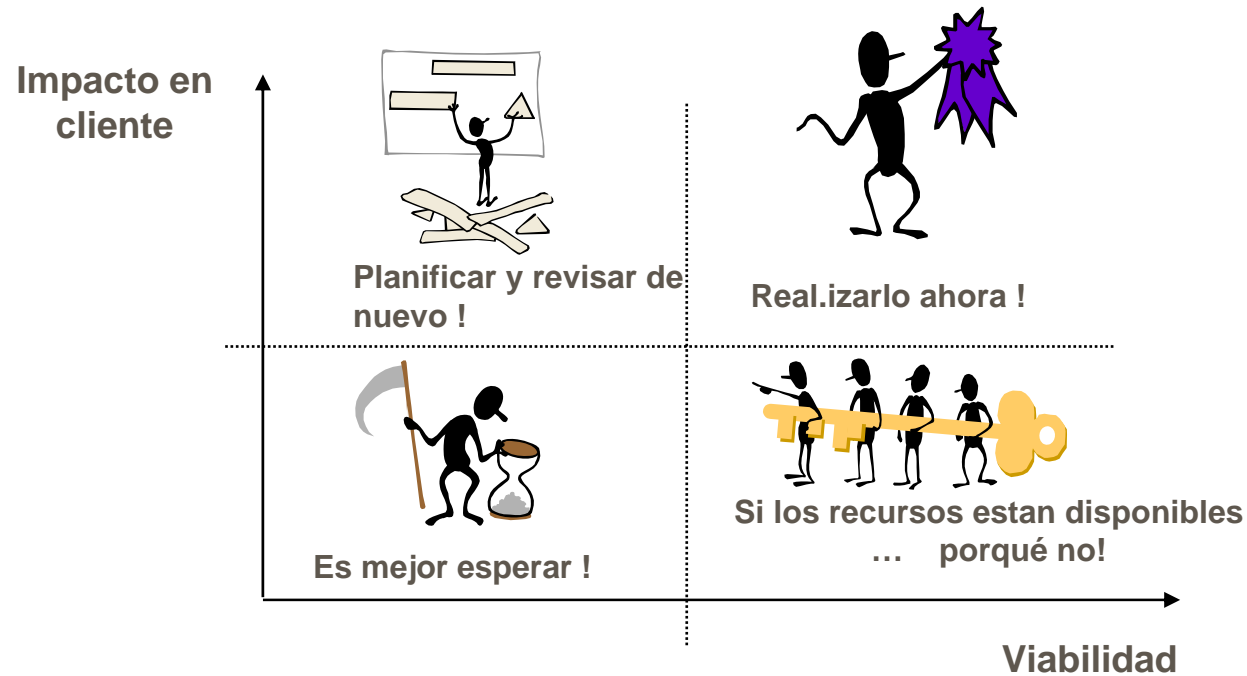 Impacto en
cliente
Planificar y revisar de
nuevo !
Real.izarlo ahora !
Es mejor esperar !
Si los recursos estan disponibles
… porqué no!
Viabilidad